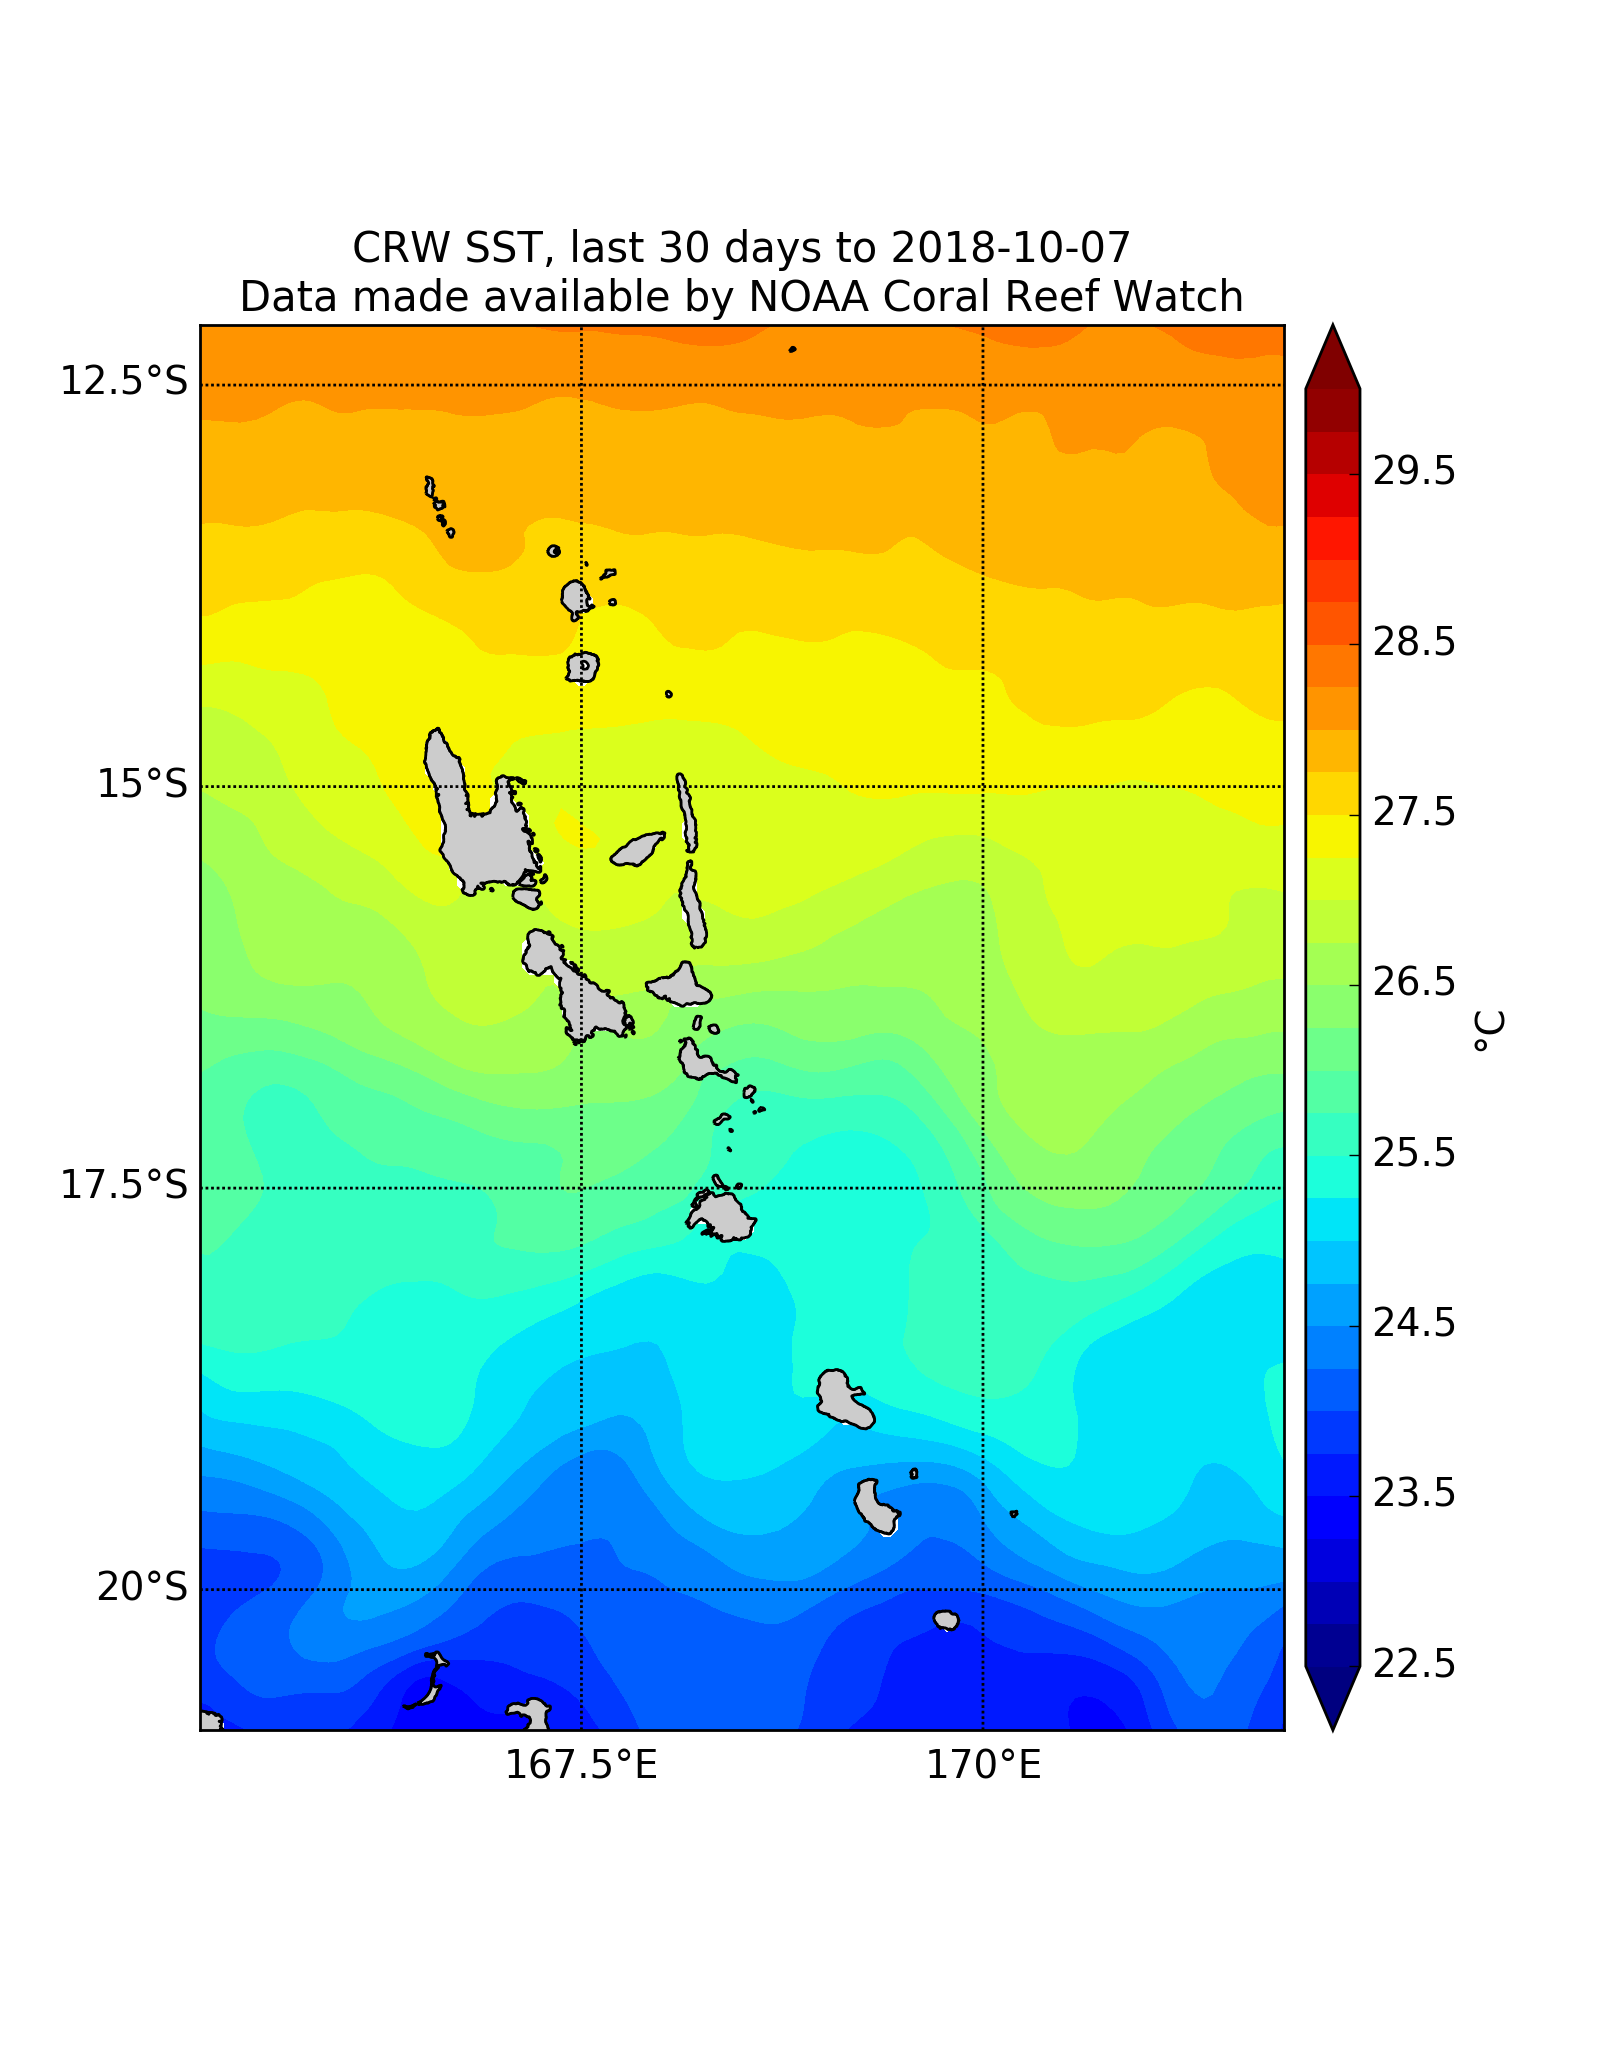 CRW SST, last 30 days to 2018-10-07
Data made available by NOAA Coral Reef Watch
12.5°S
15°S
17.5°S
20°S
167.5°E
170°E
29.5
28.5
27.5
26.5
25.5
24.5
23.5
22.5
°C